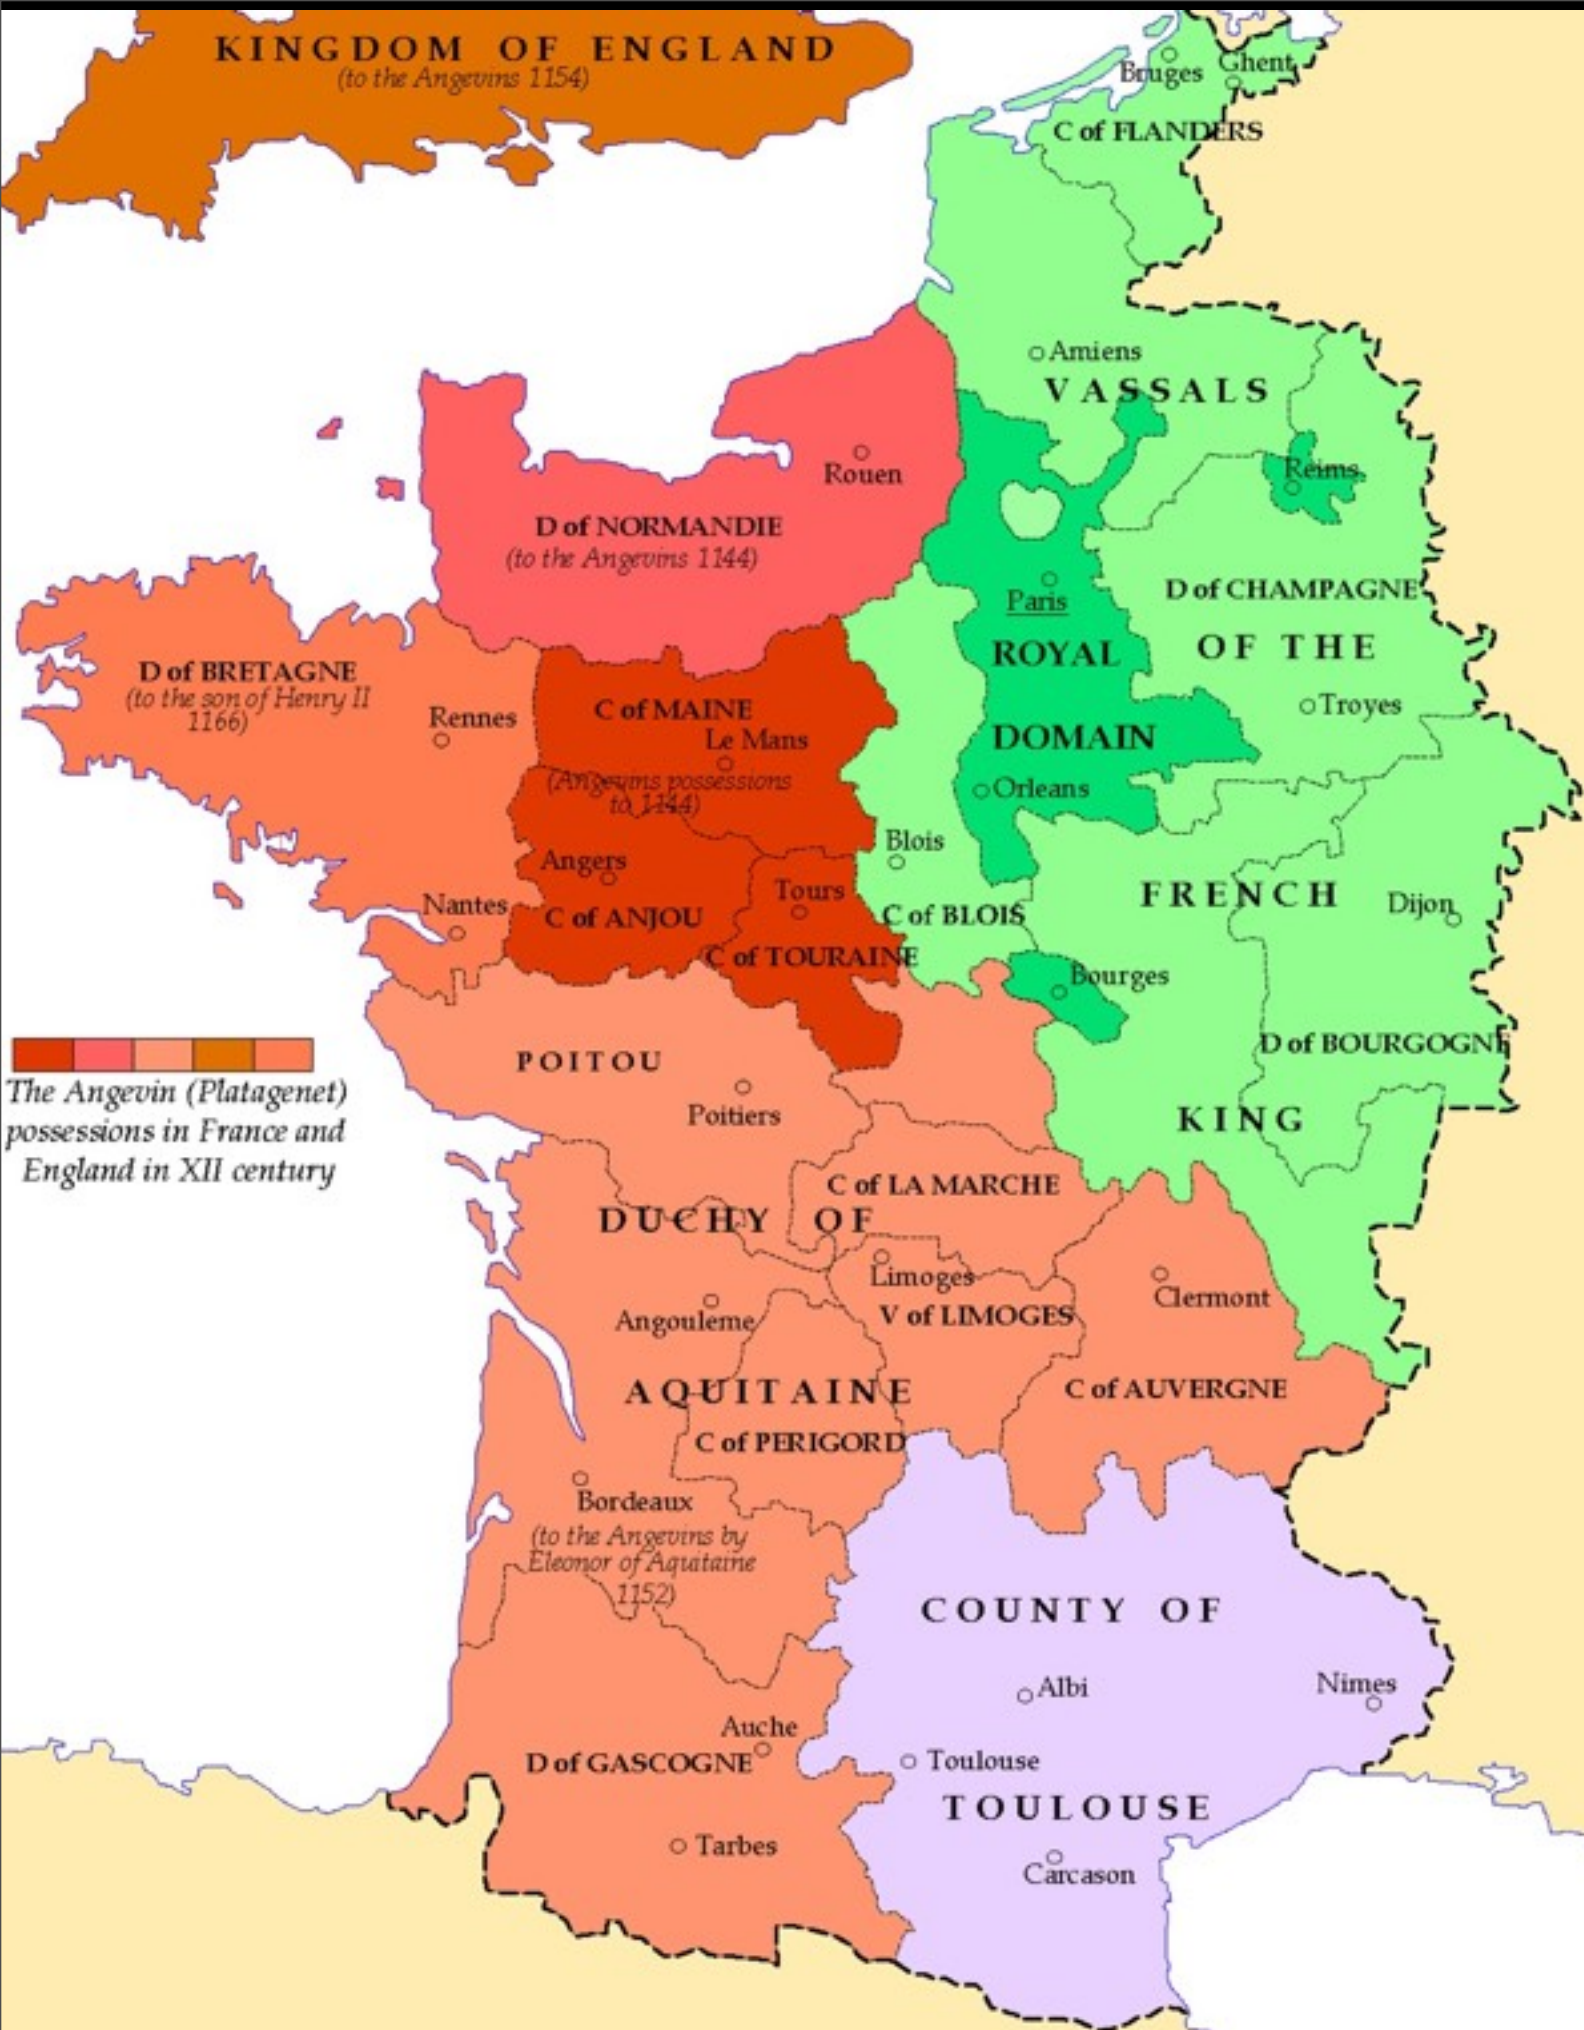 KINGDOM OF ENGLAND
(to the Angevins 1154)
Bruges
Ghent
C of FLANDERS
Amiens
VASSALS
Rouen
Reims
D of NORMANDIE
(to the Angevins 1144)
Paris
D of CHAMPAGNE
ROYAL
OF THE
D of BRETAGNE
(to the son of Henry II
1166)
Rennes
C of MAINE
Le Mans
Troyes
DOMAIN
(Angevins possessions
to 1144)
Orleans
Blois
Angers
Tours
FRENCH
Dijon
Nantes
C of ANJOU
C of BLOIS
C of TOURAINE
Bourges
D of BOURGOGNE
POITOU
The Angevin (Platagenet)
possessions in France and
England in XII century
Poitiers
KING
C of LA MARCHE
DUCHY OF
Limoges
Clermont
Angouleme
V of LIMOGES
AQUITAINE
C of AUVERGNE
C of PERIGORD
Bordeaux
(to the Angevins by
Eleonor of Aquitaine
1152)
COUNTY OF
Albi
Nimes
Auche
D of GASCOGNE
Toulouse
TOULOUSE
Tarbes
Carcason